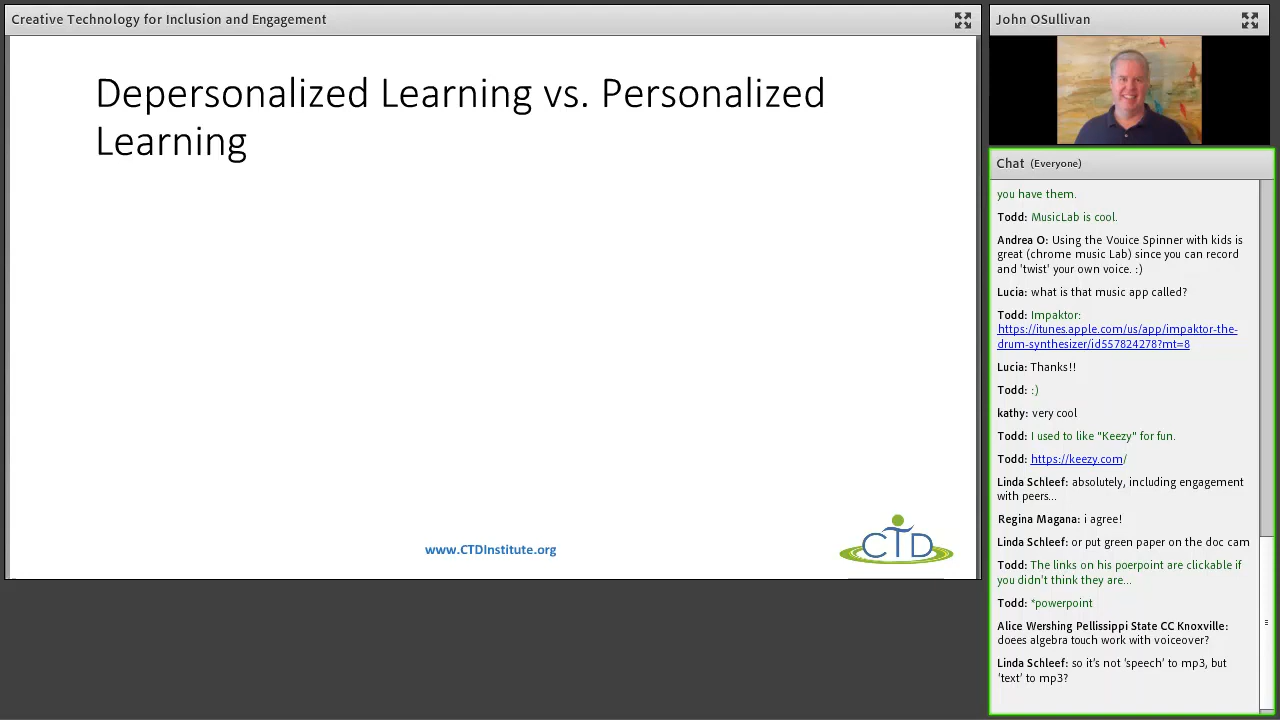 Creative Technology for Inclusion and Engagement
Depersonalized Learning vs. Personalized
Learning
www.CTDInstitute.org
CTD
John OSullivan
Chat (Everyone)
you have them.
Todd: MusicLab is cool.
Andrea O: Using the Vouice Spinner with kids is
great (chrome music Lab) since you can record
and 'twist' your own voice. :)
Lucia: what is that music app called?
Todd: Impaktor:
https://itunes.apple.com/us/app/impaktor-the-
drum-synthesizer/id557824278?mt=8
Lucia: Thanks!!
Todd: :)
kathy: very cool
Todd: I used to like "Keezy" for fun.
Todd: https://keezy.com/
Linda Schleef: absolutely, including engagement
with peers...
Regina Magana: i agree!
Linda Schleef: or put green paper on the doc cam
Todd: The links on his poerpoint are clickable if
you didn't think they are...
Todd: *powerpoint
Alice Wershing Pellissippi State CC Knoxville:
doees algebra touch work with voiceover?
Linda Schleef: so it's not 'speech' to mp3, but
'text' to mp3?